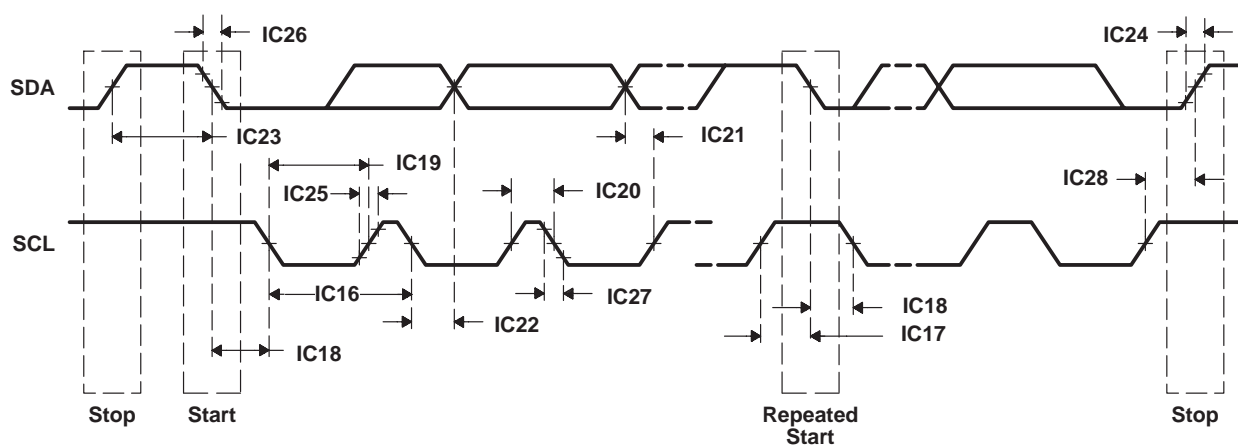 IC26
IC24
SDA
IC23
IC21
IC19
IC25
IC20
IC28
SCL
IC16
IC27
IC22
IC18
IC18
IC17
Stop
Start
Repeated
Start
Stop